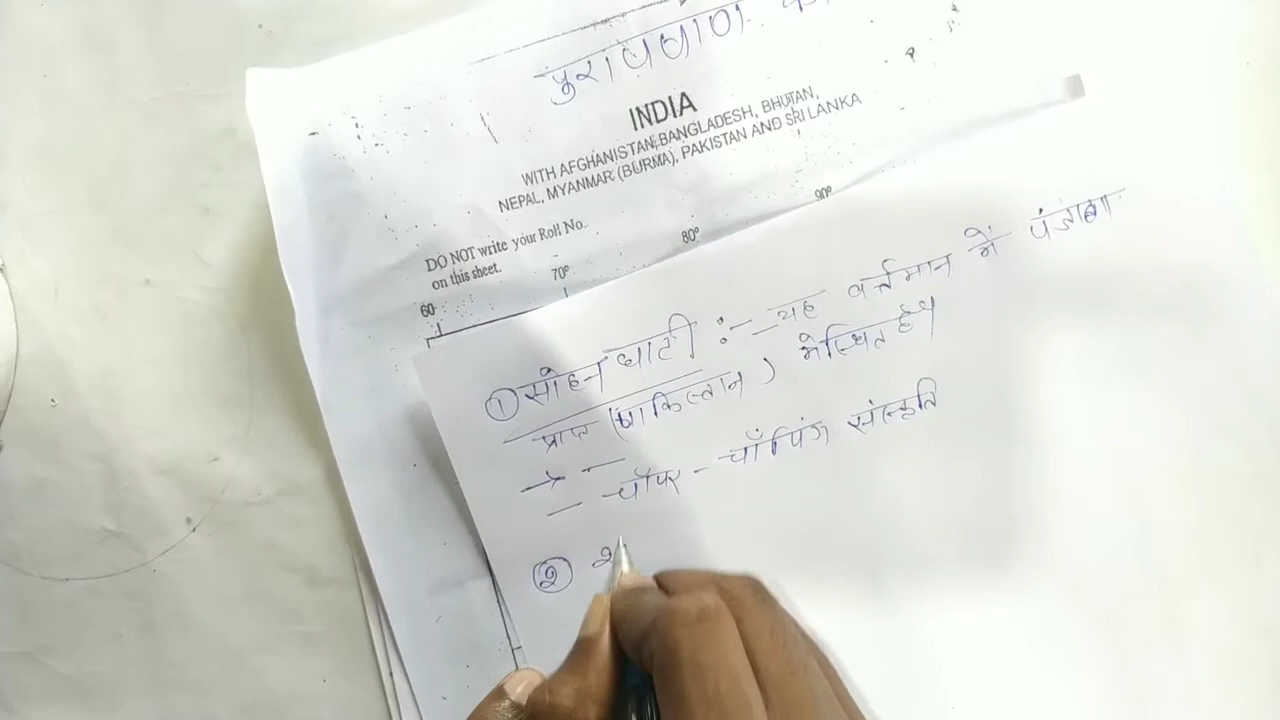 पुरापाषाण
INDIA
WITH AFGHANISTAN, BANGLADESH, BHUTAN,
NEPAL, MYANMAR (BURMA), PAKISTAN AND SRI LANKA
DO NOT write your Roll No.
on this sheet.
60
70°
80°
90°
① सोहन घाटी :- यह वर्त्तमान में पंजाब
प्राप्त (पाकिस्तान) में स्थित है।
→ —
— चॉपर - चॉपिंग संस्कृति
②